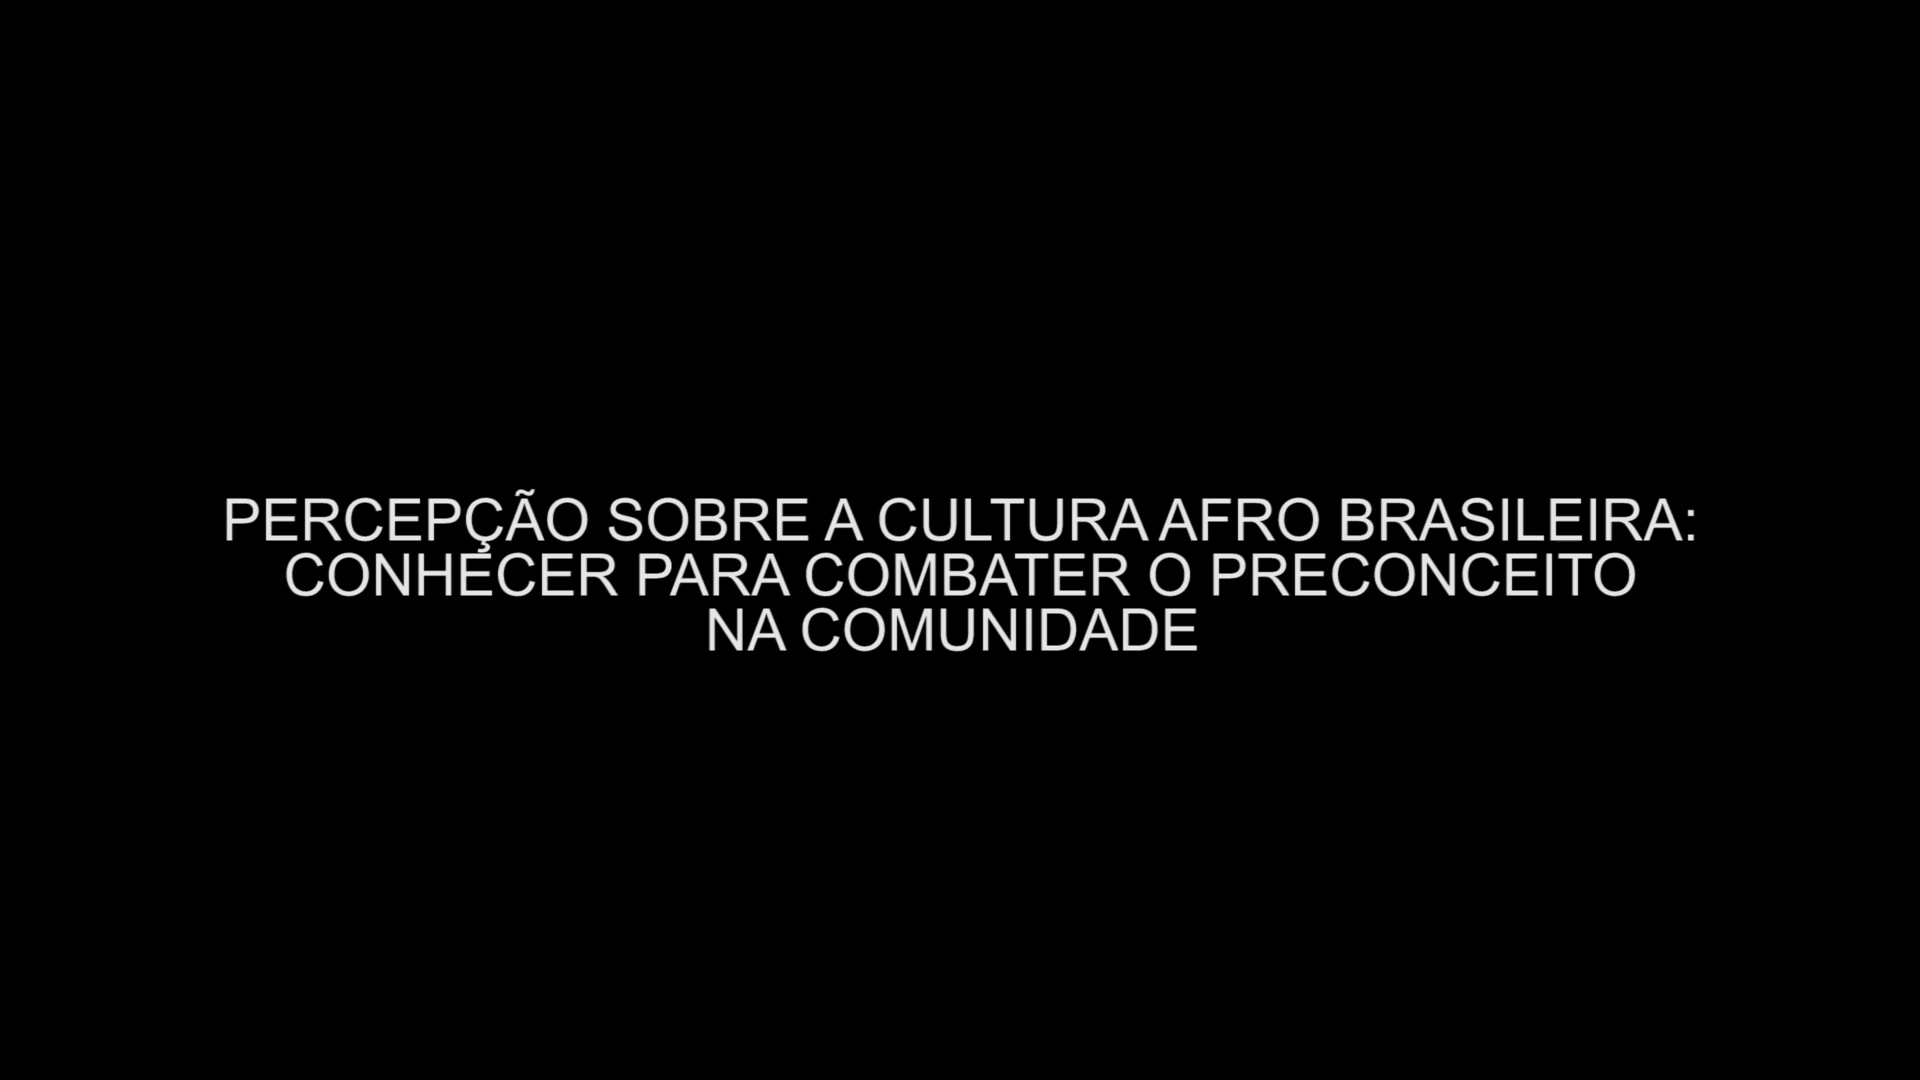 PERCEPÇÃO SOBRE A CULTURA AFRO BRASILEIRA:
CONHECER PARA COMBATER O PRECONCEITO
NA COMUNIDADE